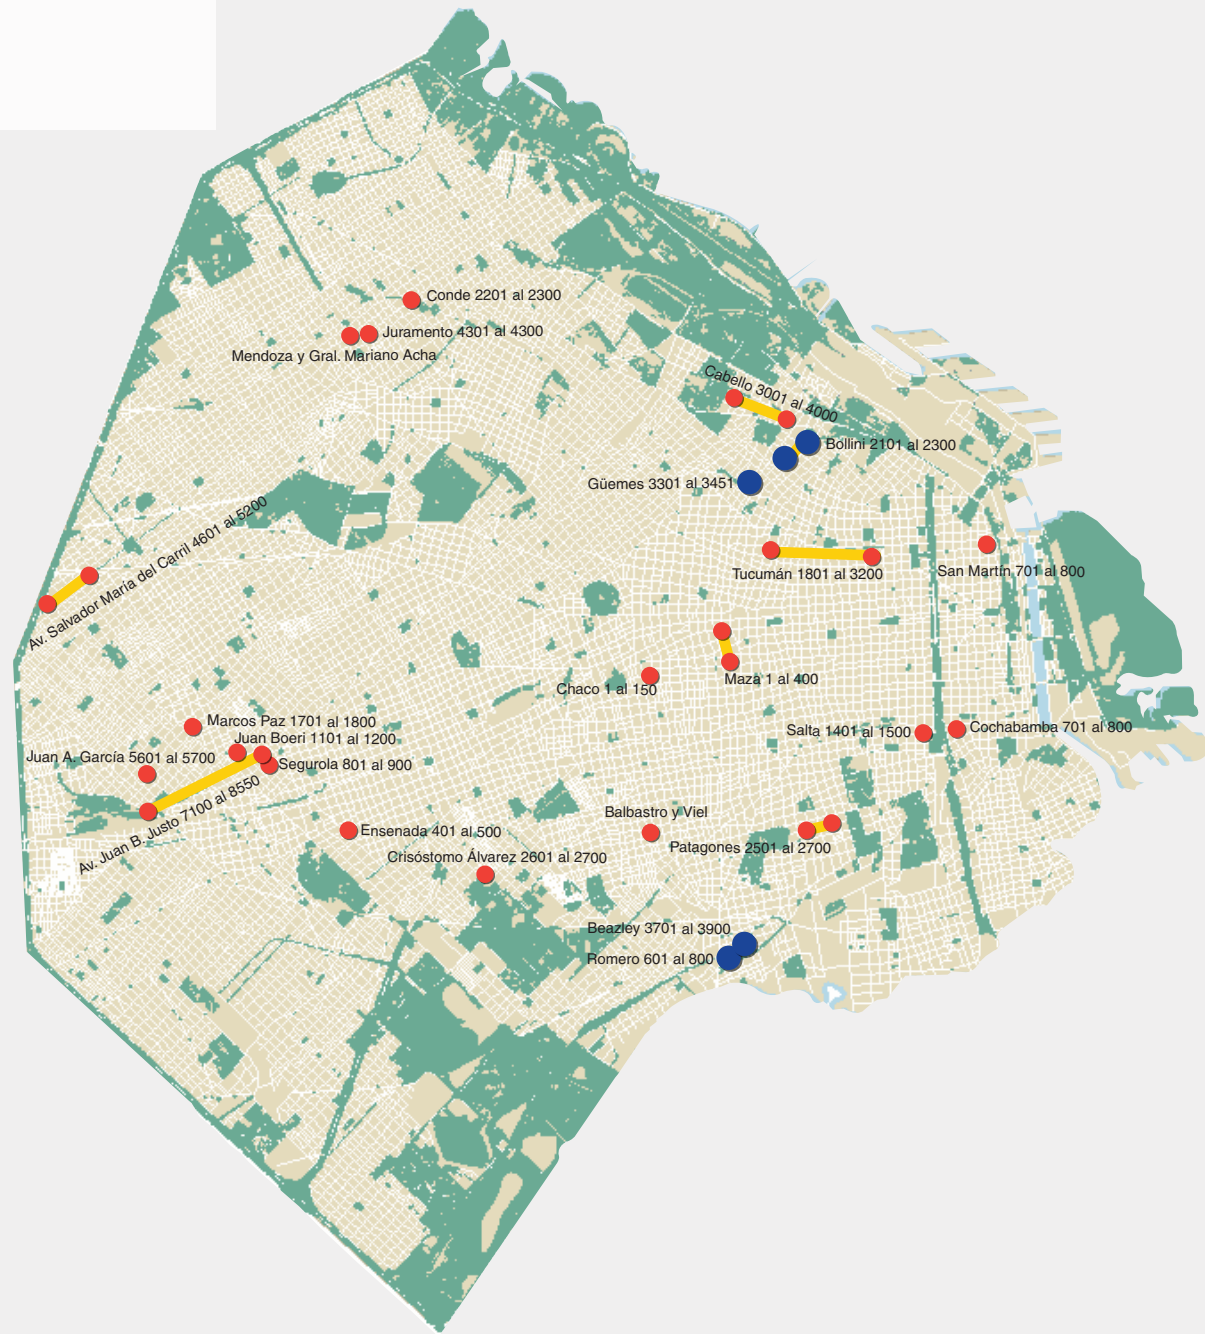 Conde 2201 al 2300
Juramento 4301 al 4300
Mendoza y Gral. Mariano Acha
Cabello 3001 al 4000
Bollini 2101 al 2300
Güemes 3301 al 3451
Av. Salvador María del Carril 4601 al 5200
Tucumán 1801 al 3200
San Martín 701 al 800
Maza 1 al 400
Chaco 1 al 150
Marcos Paz 1701 al 1800
Salta 1401 al 1500
Cochabamba 701 al 800
Juan Boeri 1101 al 1200
Juan A. García 5601 al 5700
Segurola 801 al 900
Av. Juan B. Justo 7100 al 8550
Balbastro y Viel
Ensenada 401 al 500
Patagones 2501 al 2700
Crisóstomo Álvarez 2601 al 2700
Beazley 3701 al 3900
Romero 601 al 800